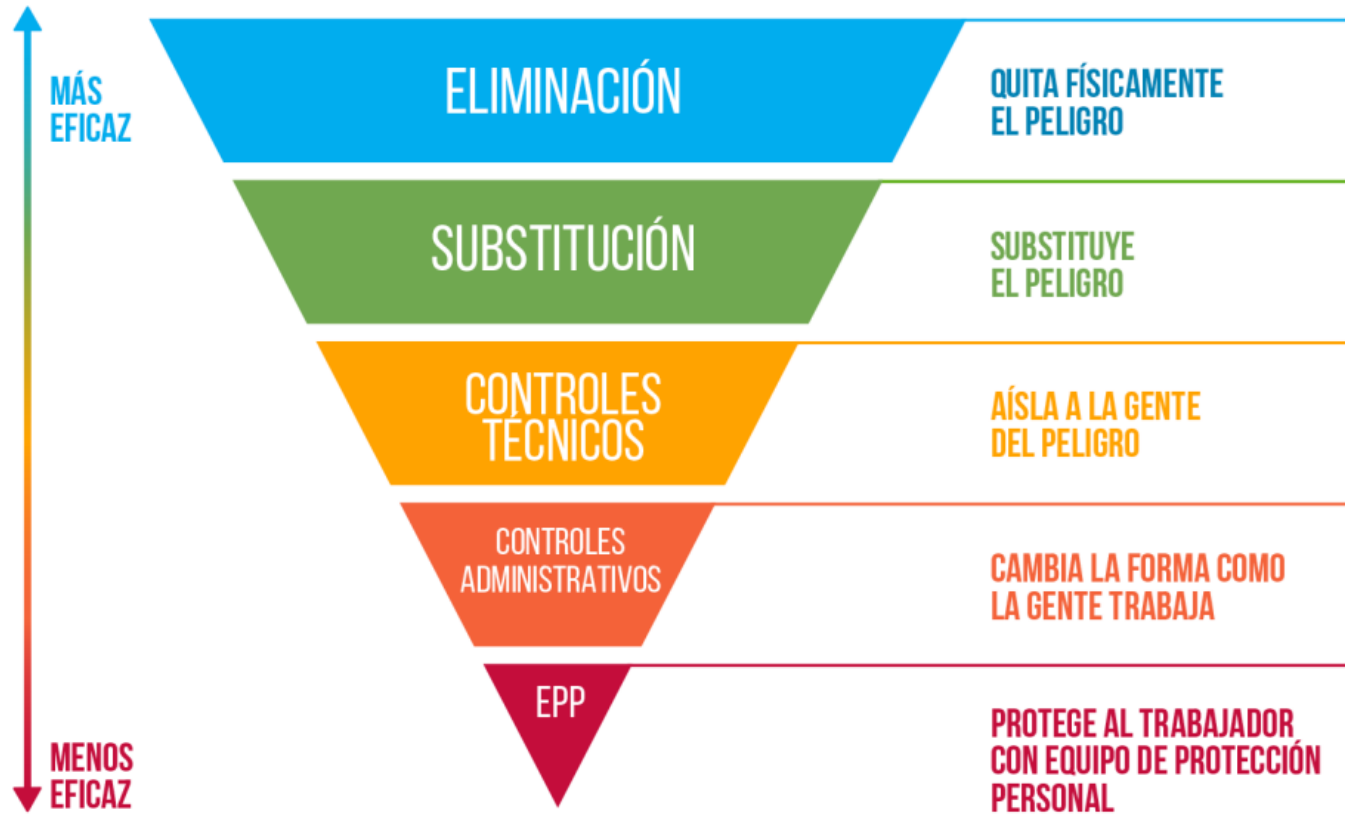 MÁS
EFICAZ
ELIMINACIÓN
QUITA FÍSICAMENTE
EL PELIGRO
SUBSTITUCIÓN
SUBSTITUYE
EL PELIGRO
CONTROLES
TÉCNICOS
AÍSLA A LA GENTE
DEL PELIGRO
CONTROLES
ADMINISTRATIVOS
CAMBIA LA FORMA COMO
LA GENTE TRABAJA
EPP
PROTEGE AL TRABAJADOR
CON EQUIPO DE PROTECCIÓN
PERSONAL
MENOS
EFICAZ